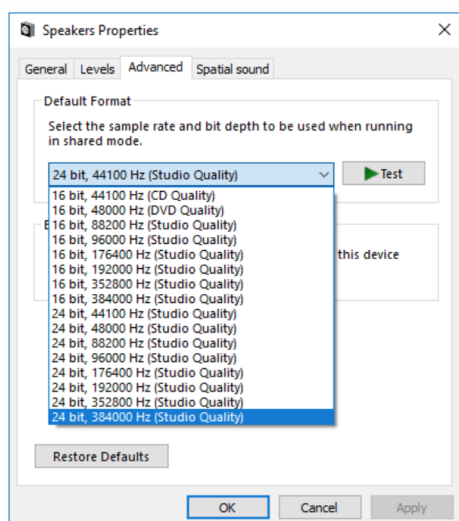 Speakers Properties
General Levels Advanced Spatial sound
Default Format
Select the sample rate and bit depth to be used when running
in shared mode.
24 bit, 44100 Hz (Studio Quality)
Test
16 bit, 44100 Hz (CD Quality)
16 bit, 48000 Hz (DVD Quality)
16 bit, 88200 Hz (Studio Quality)
16 bit, 96000 Hz (Studio Quality)
16 bit, 176400 Hz (Studio Quality)
16 bit, 192000 Hz (Studio Quality)
16 bit, 352800 Hz (Studio Quality)
16 bit, 384000 Hz (Studio Quality)
24 bit, 44100 Hz (Studio Quality)
24 bit, 48000 Hz (Studio Quality)
24 bit, 88200 Hz (Studio Quality)
24 bit, 96000 Hz (Studio Quality)
24 bit, 176400 Hz (Studio Quality)
24 bit, 192000 Hz (Studio Quality)
24 bit, 352800 Hz (Studio Quality)
24 bit, 384000 Hz (Studio Quality)
this device
Restore Defaults
OK Cancel Apply